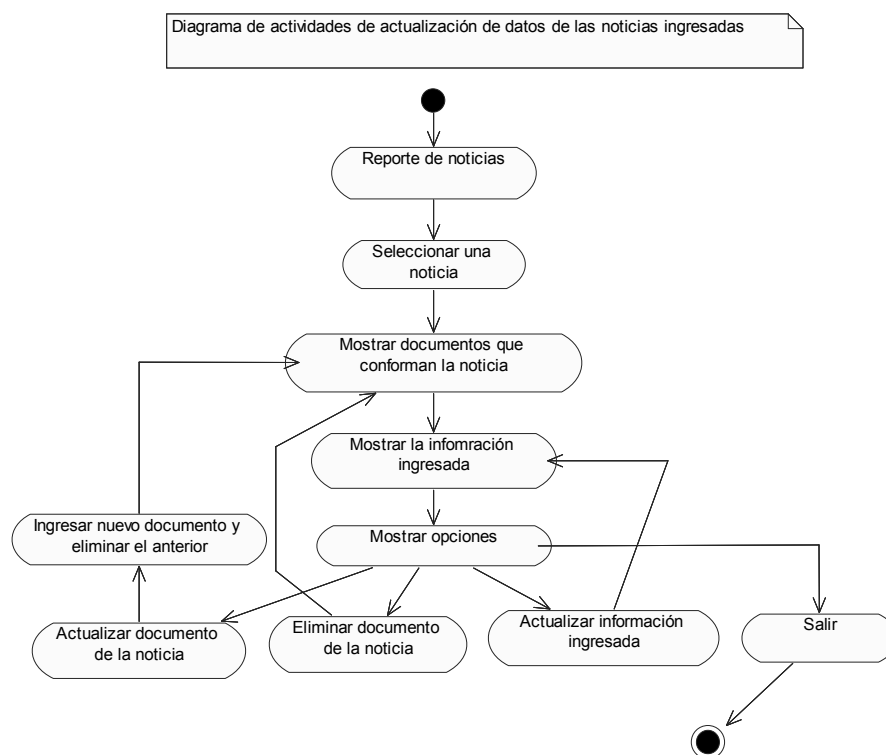 Diagrama de actividades de actualización de datos de las noticias ingresadas
Reporte de noticias
Seleccionar una
noticia
Mostrar documentos que
conforman la noticia
Mostrar la infomración
ingresada
Mostrar opciones
Ingresar nuevo documento y
eliminar el anterior
Actualizar documento
de la noticia
Eliminar documento
de la noticia
Actualizar información
ingresada
Salir